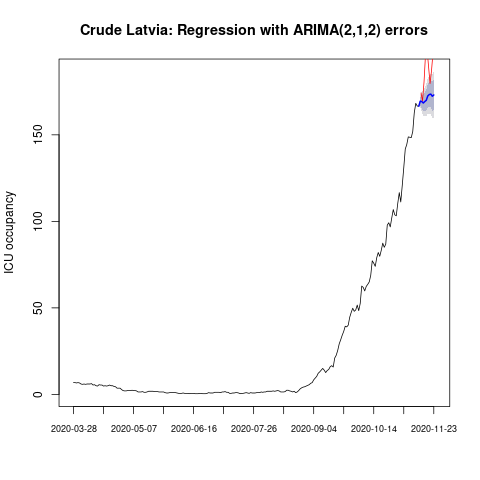 Crude Latvia: Regression with ARIMA(2,1,2) errors
ICU occupancy
150
100
50
0
2020-03-28 2020-05-07 2020-06-16 2020-07-26 2020-09-04 2020-10-14 2020-11-23